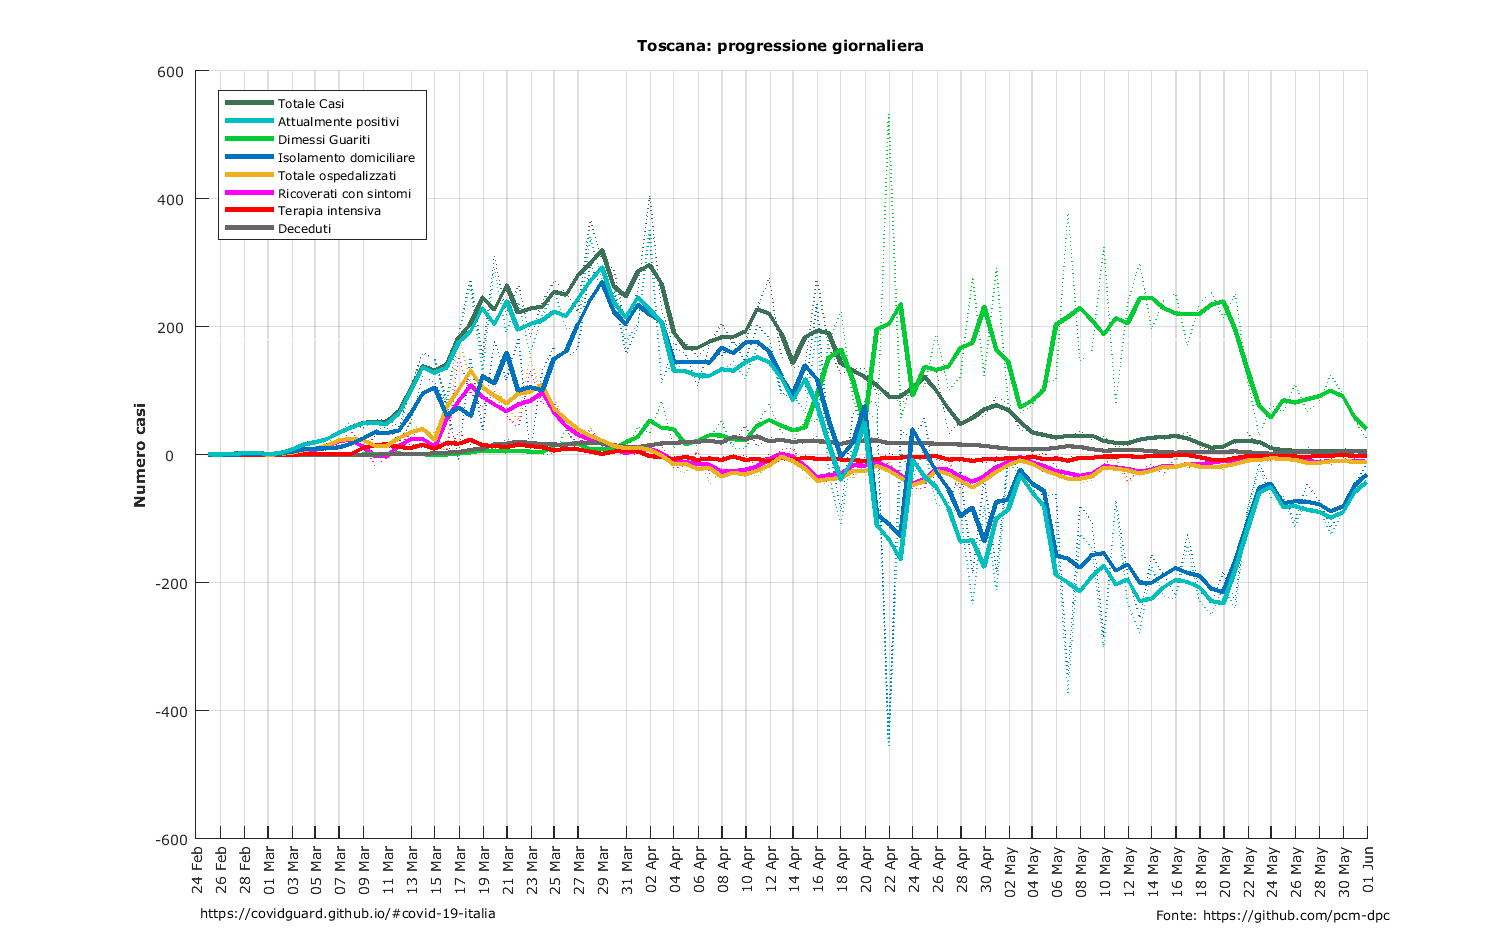 Toscana: progressione giornaliera
Numero casi
600
400
200
0
-200
-400
-600
Totale Casi
Attualmente positivi
Dimessi Guariti
Isolamento domiciliare
Totale ospedalizzati
Ricoverati con sintomi
Terapia intensiva
Deceduti
24 Feb
26 Feb
28 Feb
01 Mar
03 Mar
05 Mar
07 Mar
09 Mar
11 Mar
13 Mar
15 Mar
17 Mar
19 Mar
21 Mar
23 Mar
25 Mar
27 Mar
29 Mar
31 Mar
02 Apr
04 Apr
06 Apr
08 Apr
10 Apr
12 Apr
14 Apr
16 Apr
18 Apr
20 Apr
22 Apr
24 Apr
26 Apr
28 Apr
30 Apr
02 May
04 May
06 May
08 May
10 May
12 May
14 May
16 May
18 May
20 May
22 May
24 May
26 May
28 May
30 May
01 Jun
https://covidguard.github.io/#covid-19-italia
Fonte: https://github.com/pcm-dpc